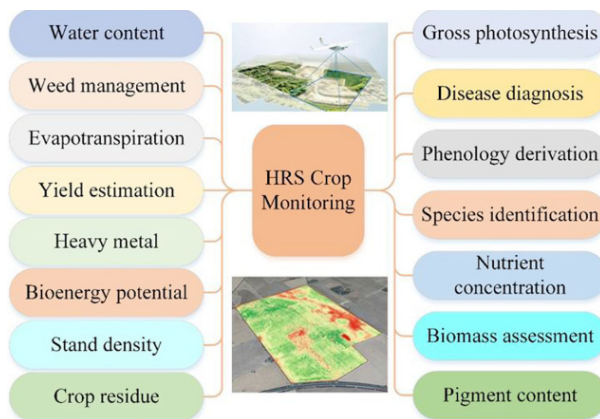 Water content
Weed management
Evapotranspiration
Yield estimation
Heavy metal
Bioenergy potential
Stand density
Crop residue
HRS Crop
Monitoring
Gross photosynthesis
Disease diagnosis
Phenology derivation
Species identification
Nutrient
concentration
Biomass assessment
Pigment content